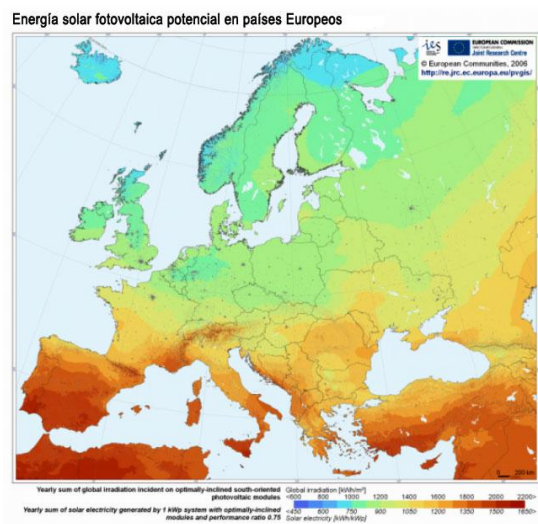 Energía solar fotovoltaica potencial en países Europeos
ies
EUROPEAN COMMISSION
Joint Research Centre
© European Communities, 2006
http://re.jrc.ec.europa.eu/pvgis/
0 200 km
Yearly sum of global irradiation incident on optimally-inclined south-oriented photovoltaic modules
Global irradiation [kWh/m²]
<600 800 1000 1200 1400 1600 1800 2000 2200>
Yearly sum of solar electricity generated by 1 kWp system with optimally-inclined modules and performance ratio 0.75
<450 600 750 900 1050 1200 1350 1500 1650>
Solar electricity [kWh/kWp]